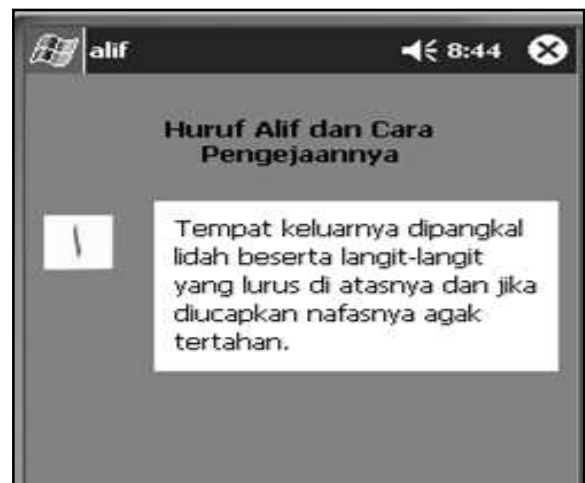 alif 8:44
Huruf Alif dan Cara
Pengejaannya
ا
Tempat keluarnya dipangkal
lidah beserta langit-langit
yang lurus di atasnya dan jika
diucapkan nafasnya agak
tertahan.